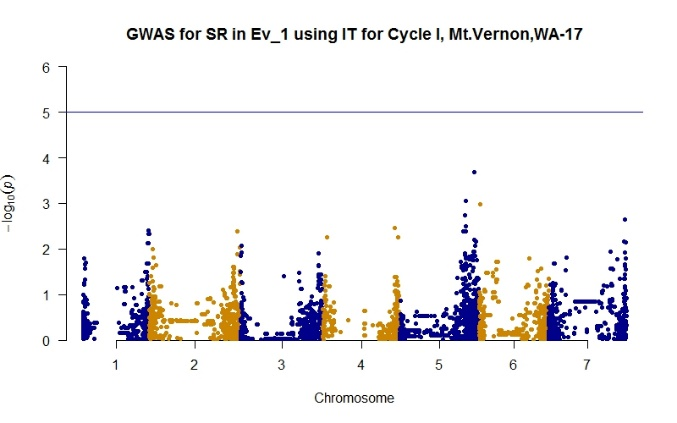 GWAS for SR in Ev_1 using IT for Cycle I, Mt.Vernon,WA-17
6
5
4
3
2
1
0
−log10(p)
1 2 3 4 5 6 7
Chromosome